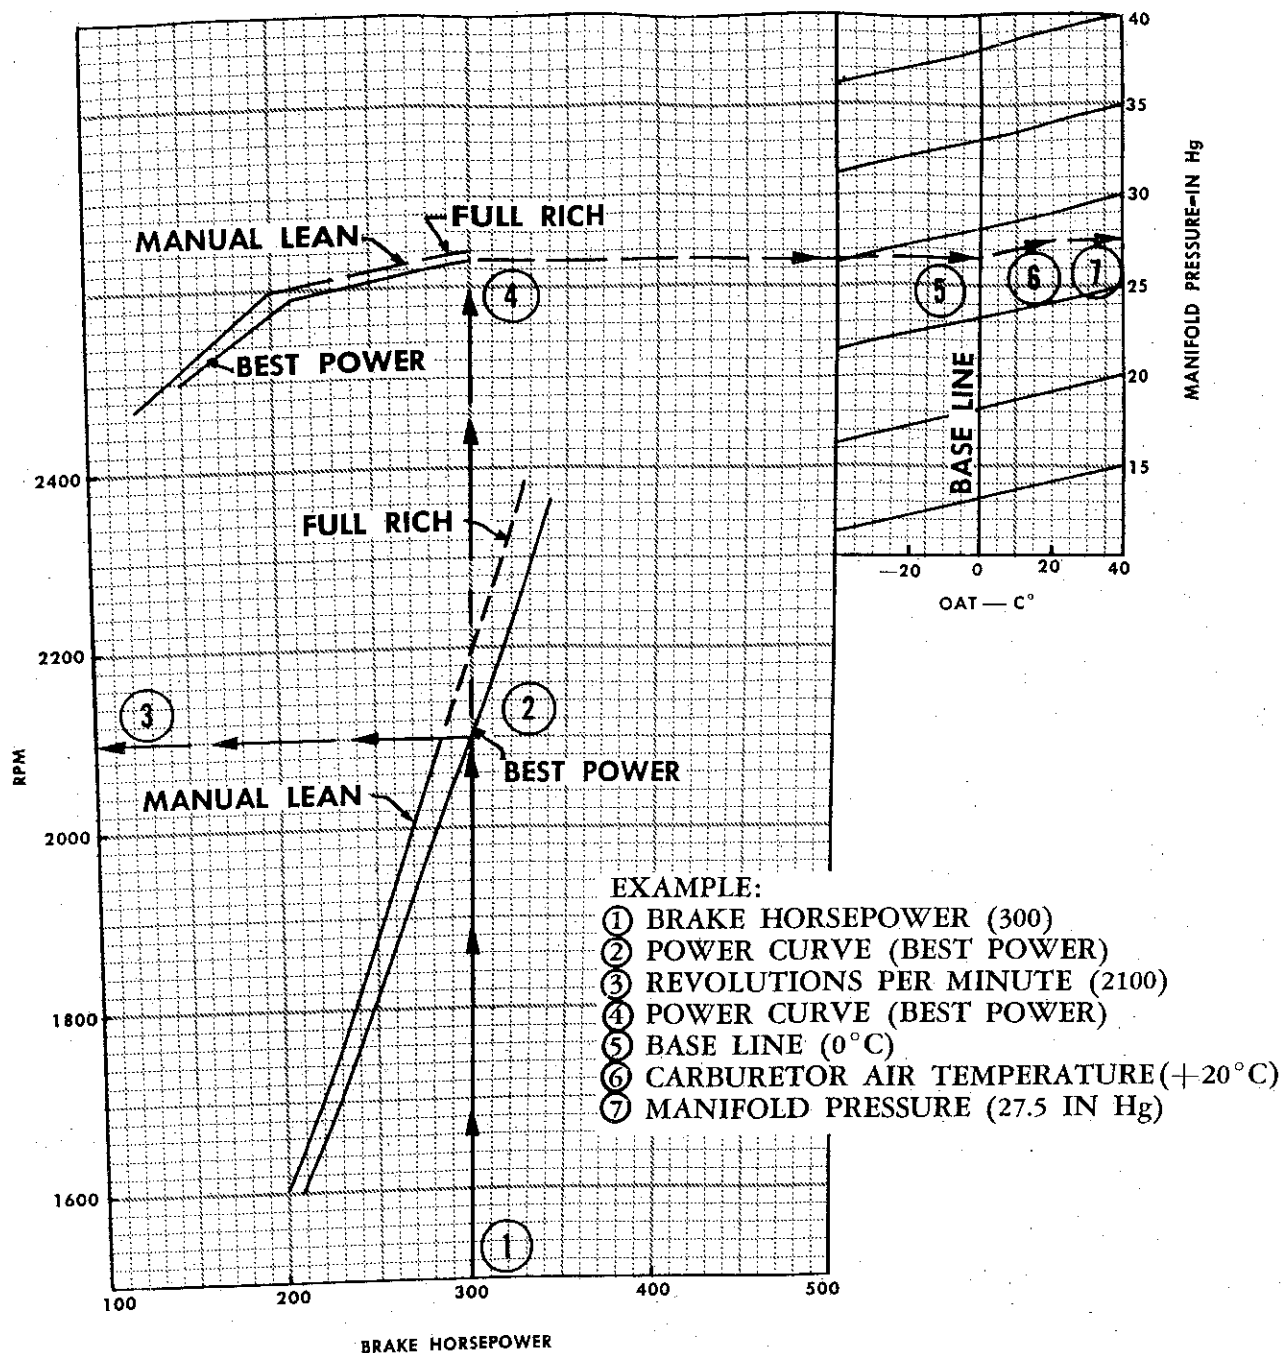 40
35
30
25
20
15
MANIFOLD PRESSURE-IN Hg
FULL RICH
MANUAL LEAN
4
5
6
7
BEST POWER
BASE LINE
2400
FULL RICH
-20 0 20 40
OAT — C°
2200
3
2
RPM
BEST POWER
MANUAL LEAN
2000
EXAMPLE:
① BRAKE HORSEPOWER (300)
② POWER CURVE (BEST POWER)
③ REVOLUTIONS PER MINUTE (2100)
④ POWER CURVE (BEST POWER)
⑤ BASE LINE (0°C)
⑥ CARBURETOR AIR TEMPERATURE (+20°C)
⑦ MANIFOLD PRESSURE (27.5 IN Hg)
1800
1600
1
100 200 300 400 500
BRAKE HORSEPOWER